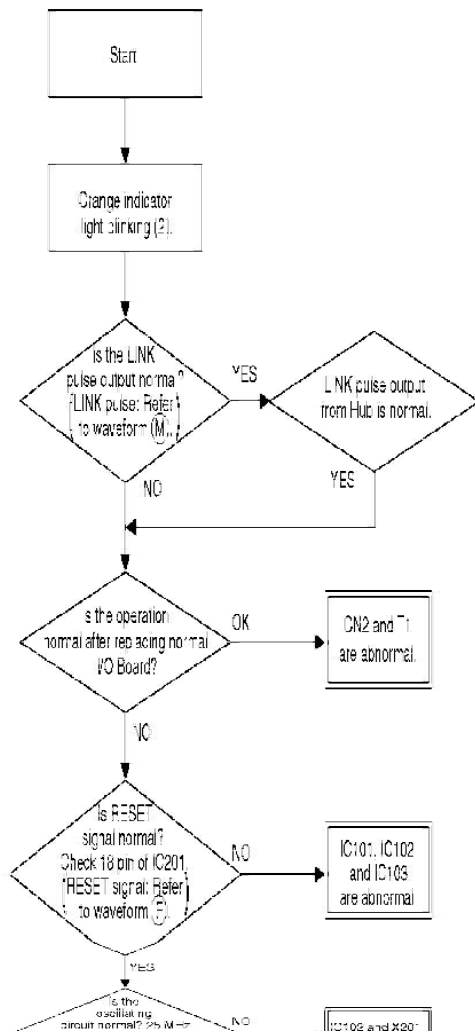 Start
Orange indicator
light blinking (2).
Is the LINK
pulse output normal?
YES
LINK pulse output
*LINK pulse: Refer
from Hub is normal.
to waveform (M).
NO
YES
Is the operation
normal after replacing normal
I/O Board?
OK
CN2 and T1
are abnormal.
NO
Is RESET
signal normal?
Check 18 pin of IC201.
NO
*RESET signal: Refer
to waveform (F).
IC101, IC102
and IC103
are abnormal
YES
Is the
oscillating
circuit normal? 25 MHz
NO
IC102 and X201